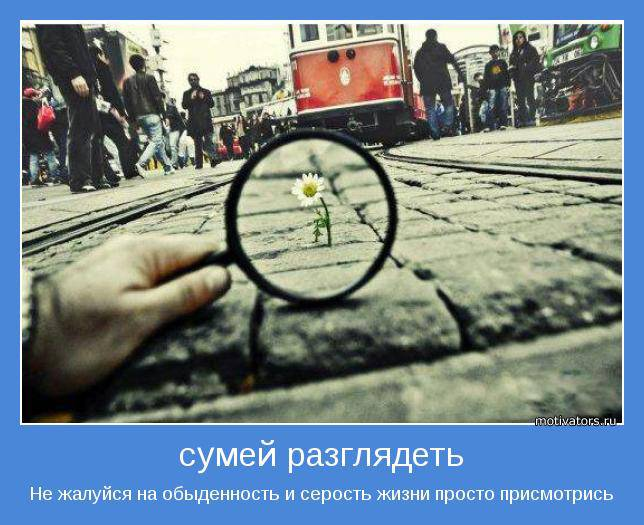 motivators.ru
сумей разглядеть
Не жалуйся на обыденность и серость жизни просто присмотрись